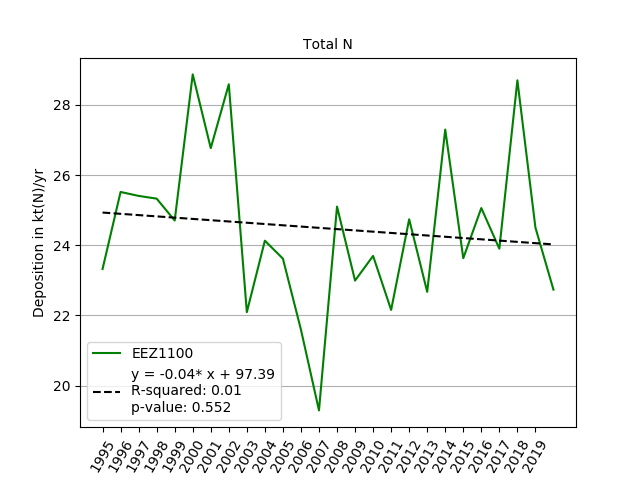 Total N
Deposition in kt(N)/yr
28
26
24
22
20
EEZ1100
y = -0.04* x + 97.39
R-squared: 0.01
p-value: 0.552
1995 1996 1997 1998 1999 2000 2001 2002 2003 2004 2005 2006 2007 2008 2009 2010 2011 2012 2013 2014 2015 2016 2017 2018 2019